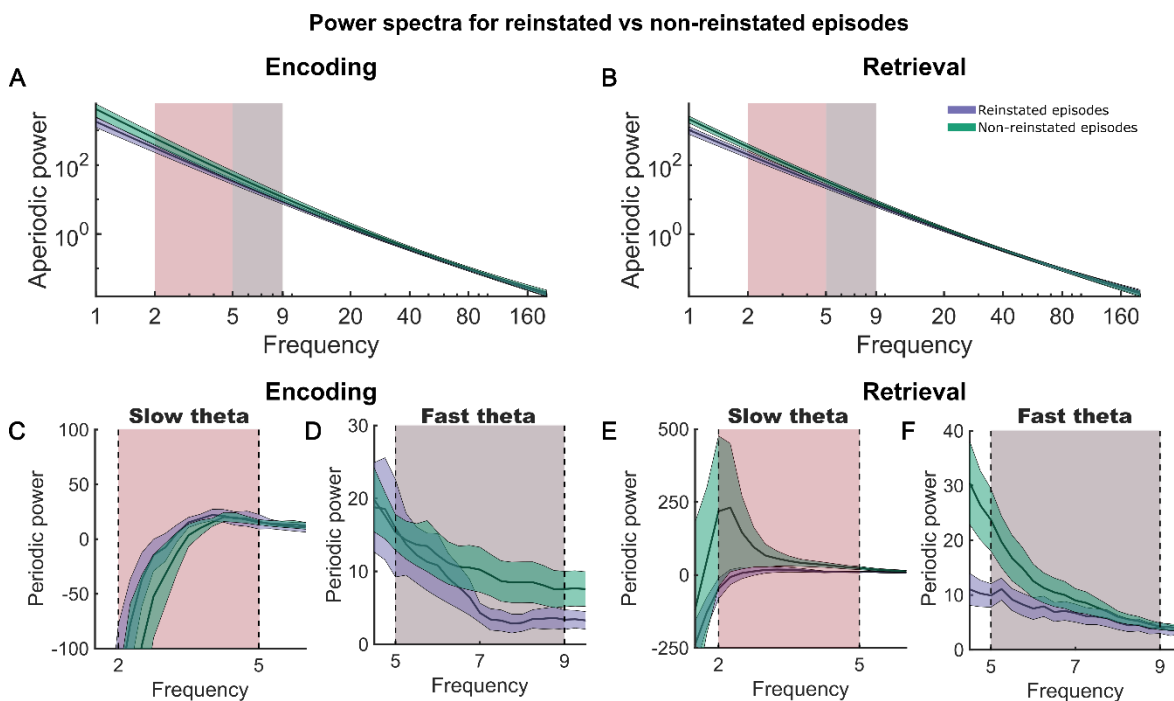 Power spectra for reinstated vs non-reinstated episodes
A
Encoding
Aperiodic power
10^2
10^0
1 2 5 9 20 40 80 160
Frequency
B
Retrieval
Reinstated episodes
Non-reinstated episodes
Aperiodic power
10^2
10^0
1 2 5 9 20 40 80 160
Frequency
Encoding
C
Slow theta
Periodic power
100
50
0
-50
-100
2 5
Frequency
D
Fast theta
Periodic power
30
20
10
0
5 7 9
Frequency
Retrieval
E
Slow theta
Periodic power
500
250
0
-250
2 5
Frequency
F
Fast theta
Periodic power
40
30
20
10
0
5 7 9
Frequency